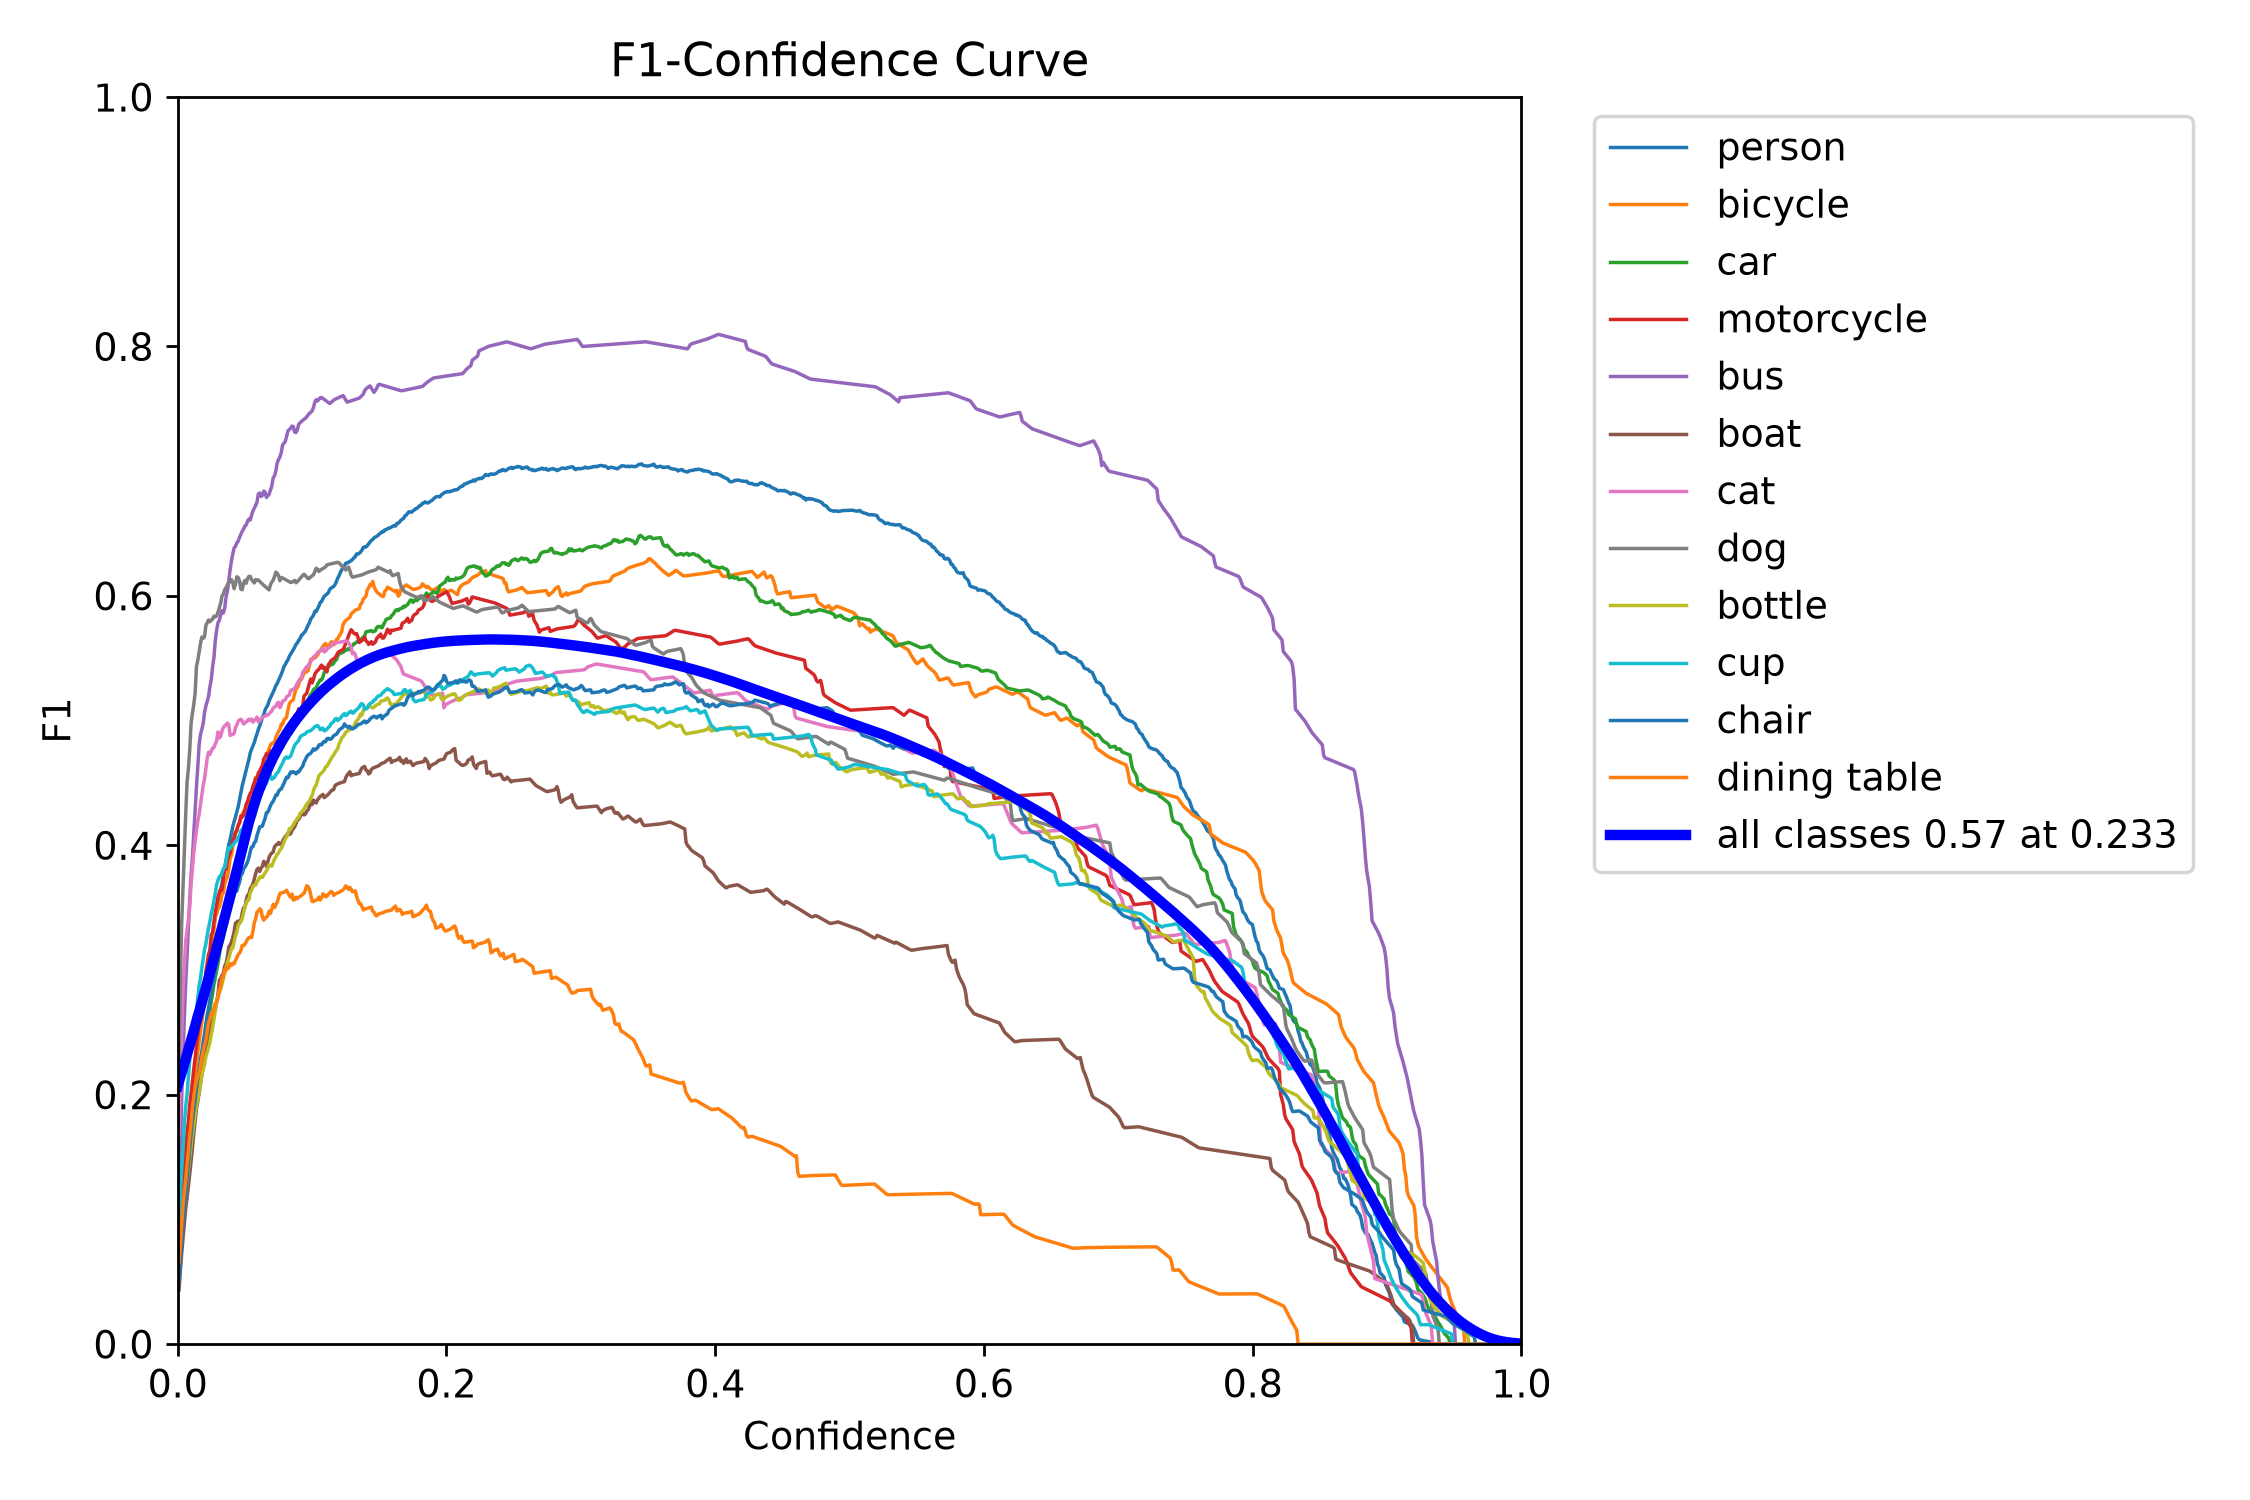 F1-Confidence Curve
1.0
0.8
0.6
0.4
0.2
0.0
F1
0.0 0.2 0.4 0.6 0.8 1.0
Confidence
person
bicycle
car
motorcycle
bus
boat
cat
dog
bottle
cup
chair
dining table
all classes 0.57 at 0.233